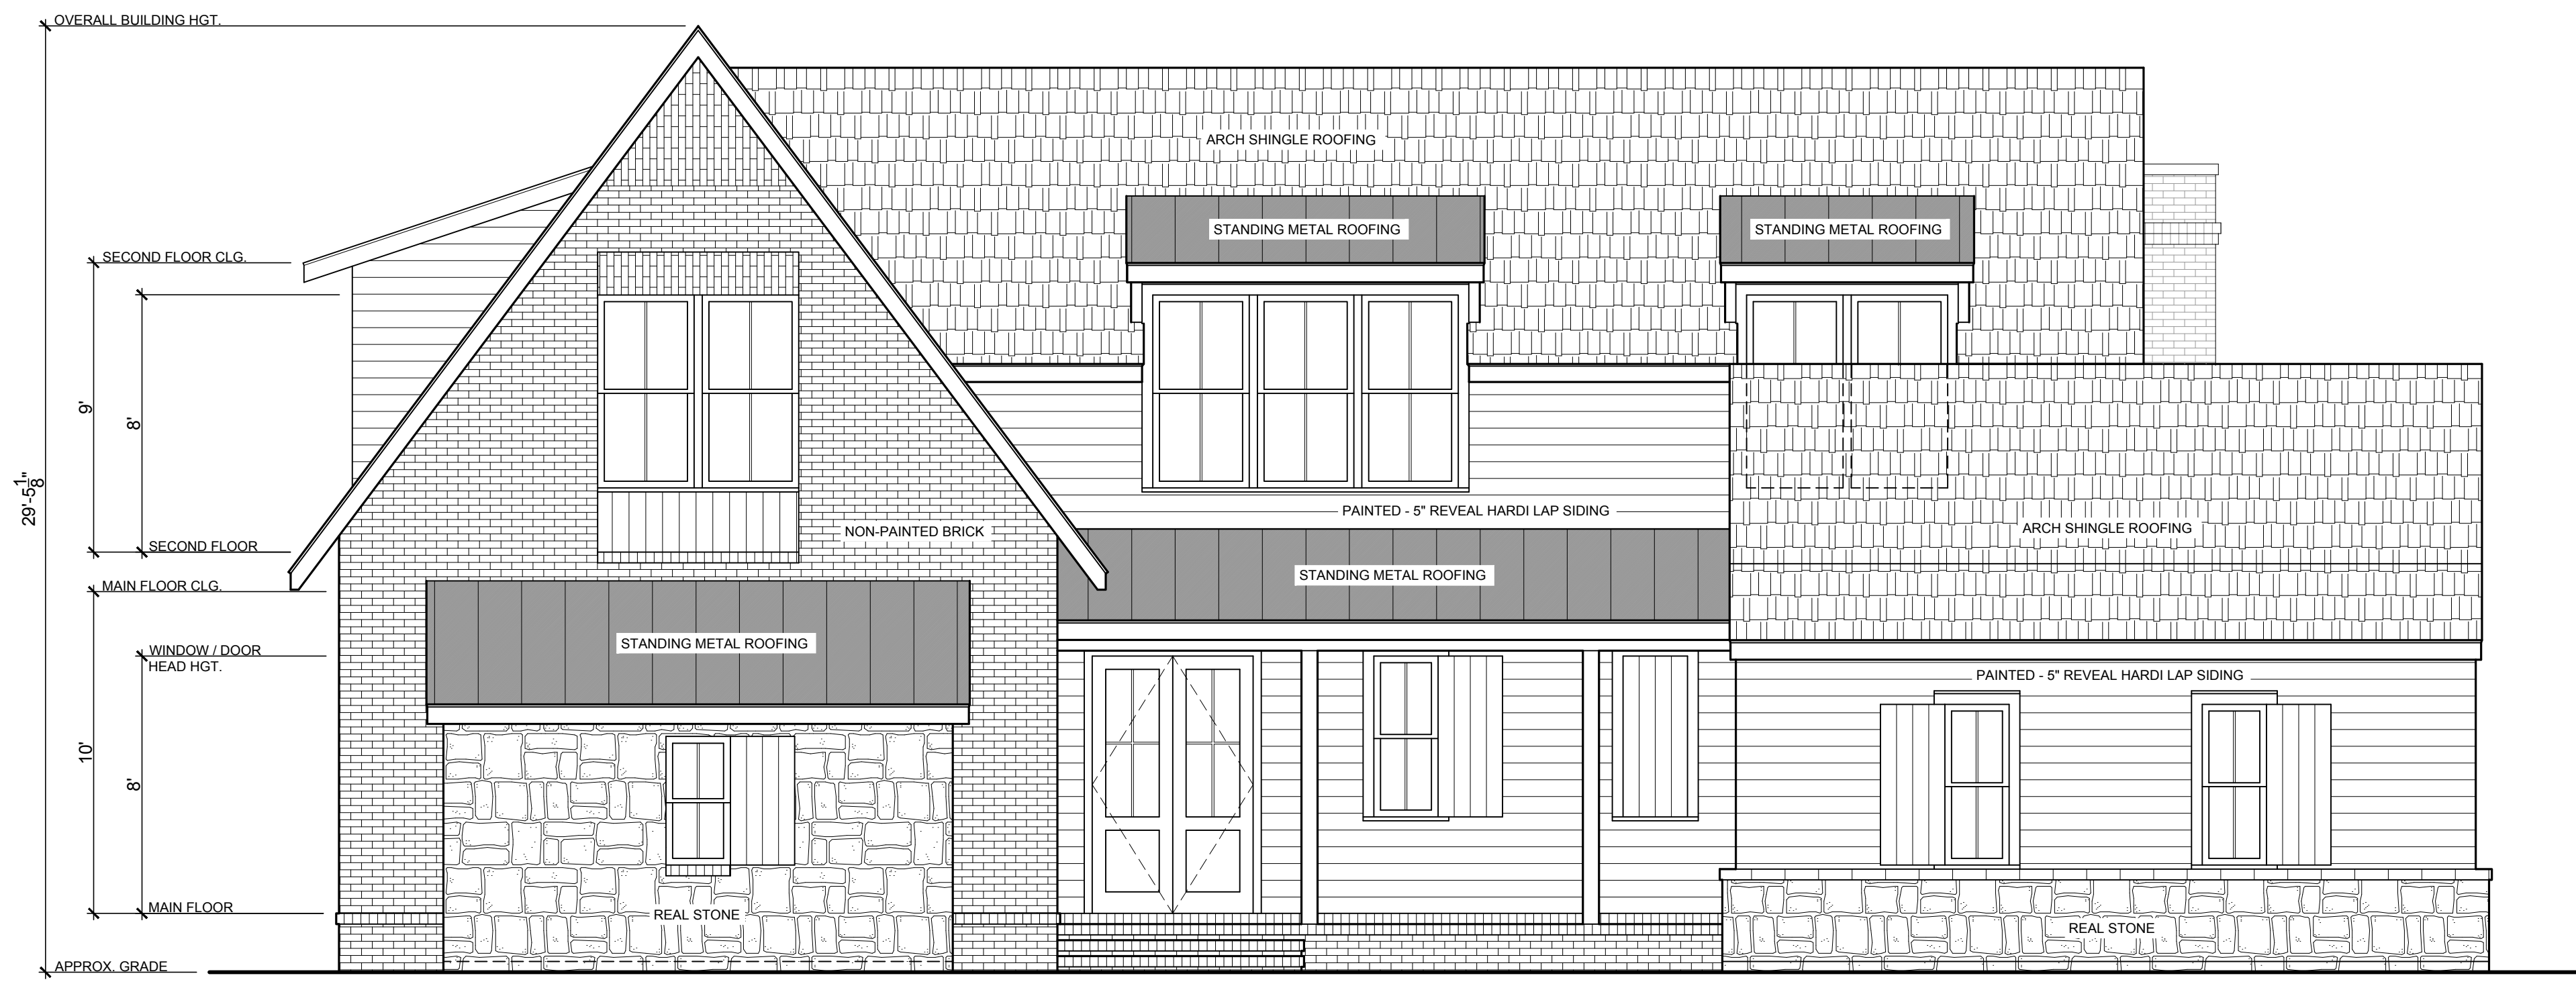 OVERALL BUILDING HGT.
ARCH SHINGLE ROOFING
STANDING METAL ROOFING
STANDING METAL ROOFING
SECOND FLOOR CLG.
9'
8'
29'-5 1/8"
PAINTED - 5" REVEAL HARDI LAP SIDING
NON-PAINTED BRICK
ARCH SHINGLE ROOFING
SECOND FLOOR
STANDING METAL ROOFING
MAIN FLOOR CLG.
STANDING METAL ROOFING
WINDOW / DOOR
HEAD HGT.
PAINTED - 5" REVEAL HARDI LAP SIDING
10'
8'
MAIN FLOOR
REAL STONE
REAL STONE
APPROX. GRADE